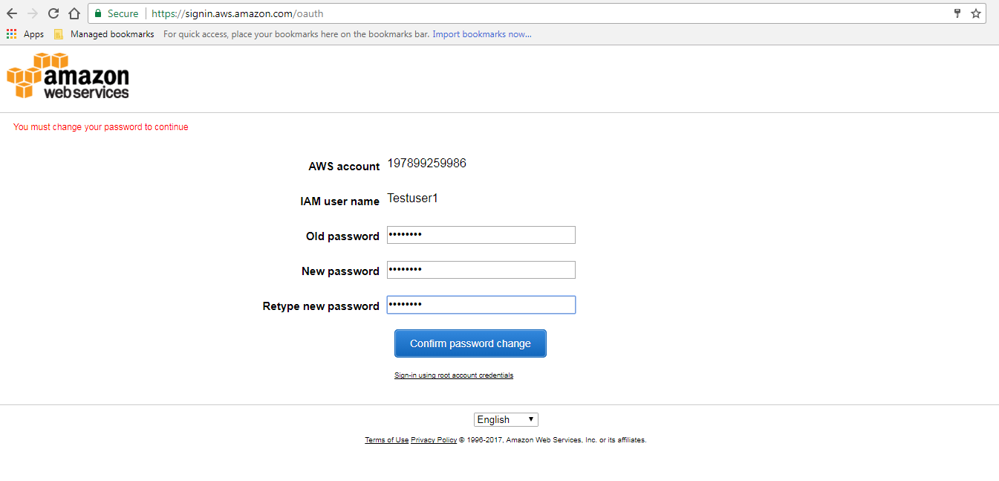 Secure https://signin.aws.amazon.com/oauth
Apps Managed bookmarks For quick access, place your bookmarks here on the bookmarks bar. Import bookmarks now...
amazon
web services
You must change your password to continue
AWS account 197899259986
IAM user name Testuser1
Old password ••••••••
New password ••••••••
Retype new password ••••••••
Confirm password change
Sign-in using root account credentials
English
Terms of Use Privacy Policy © 1996-2017, Amazon Web Services, Inc. or its affiliates.